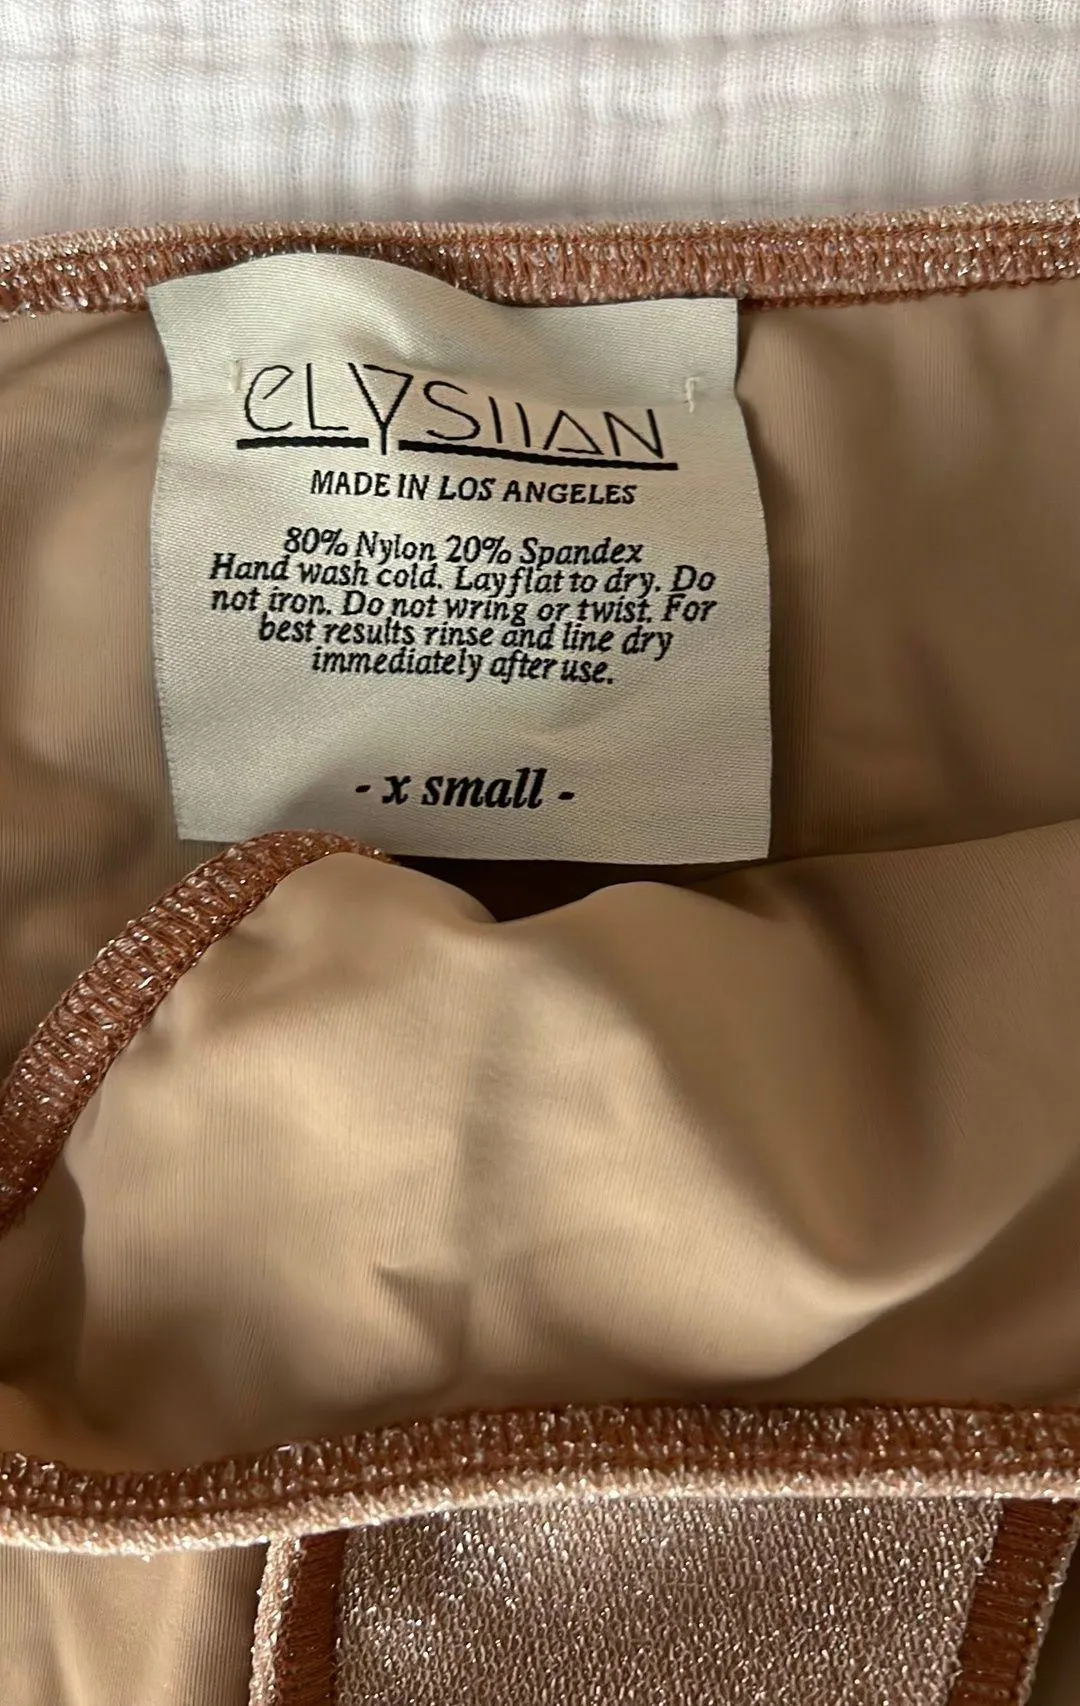 ELYSIIAN
MADE IN LOS ANGELES
80% Nylon 20% Spandex
Hand wash cold. Lay flat to dry. Do
not iron. Do not wring or twist. For
best results rinse and line dry
immediately after use.
- x small -